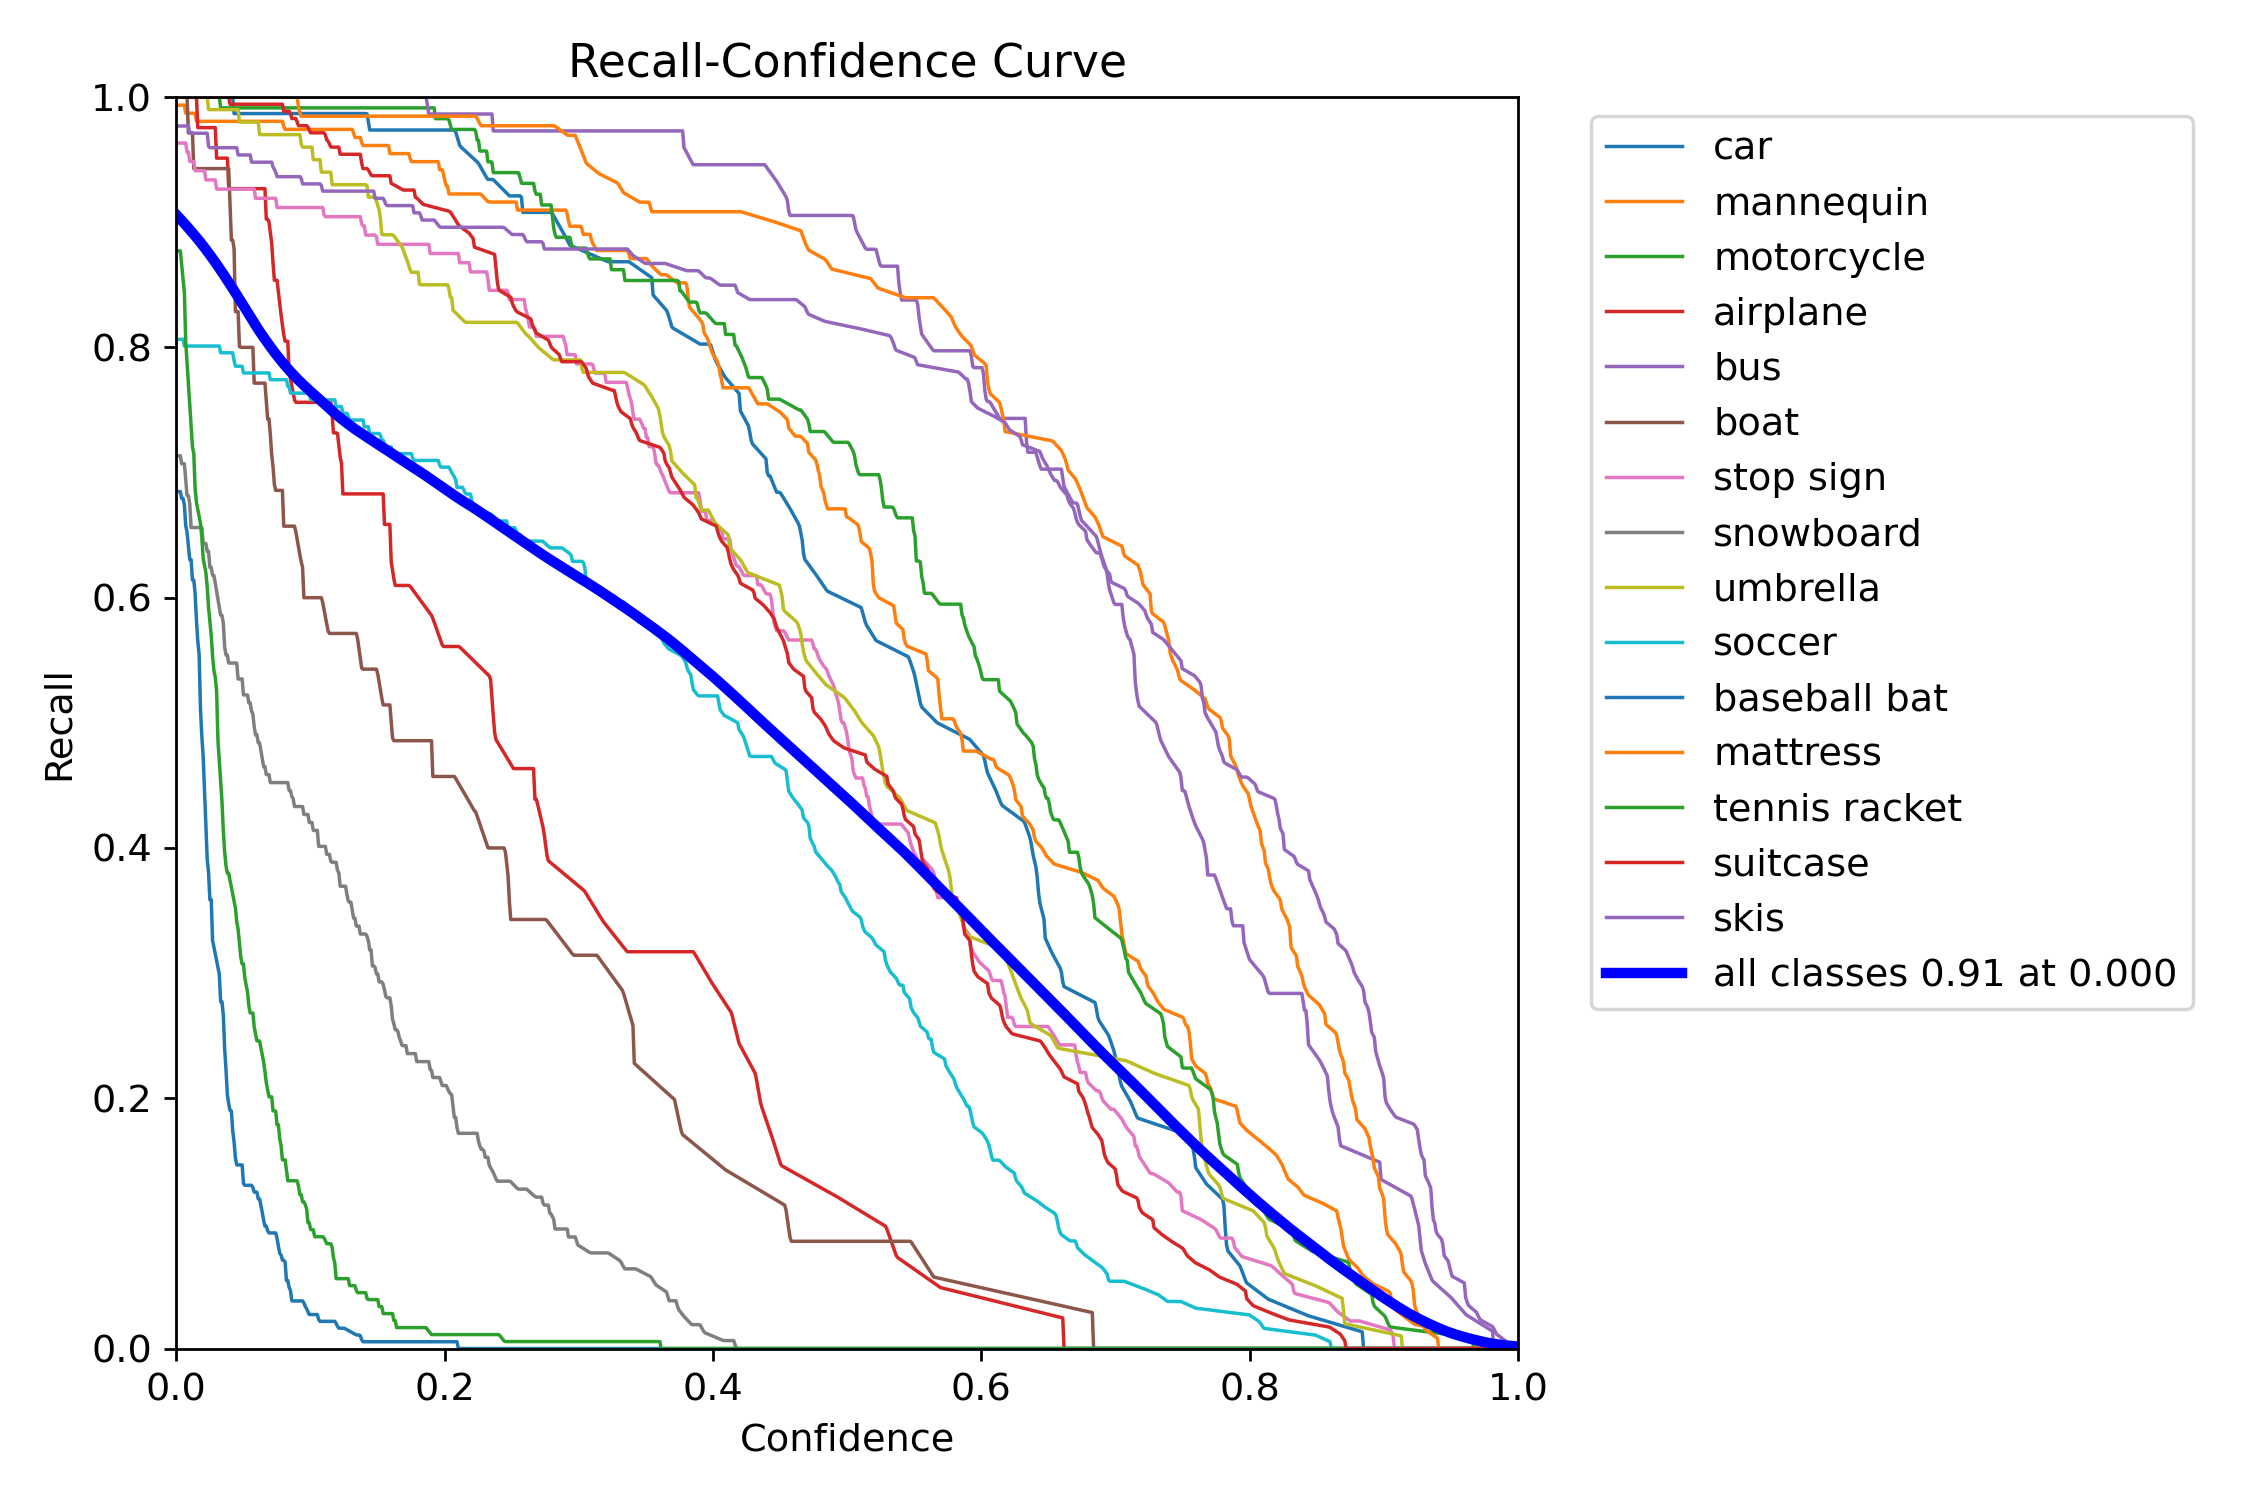 Recall-Confidence Curve
1.0
0.8
0.6
0.4
0.2
0.0
Recall
0.0 0.2 0.4 0.6 0.8 1.0
Confidence
car
mannequin
motorcycle
airplane
bus
boat
stop sign
snowboard
umbrella
soccer
baseball bat
mattress
tennis racket
suitcase
skis
all classes 0.91 at 0.000